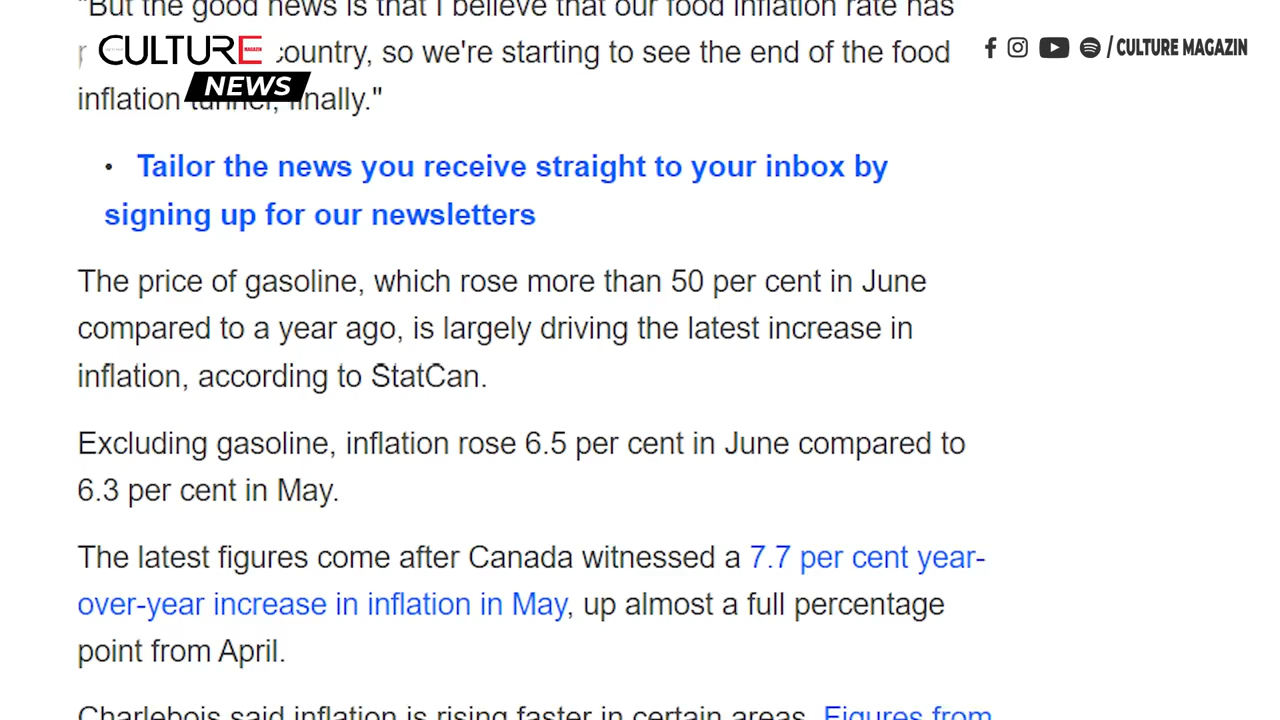 "But the good news is that I believe that our food inflation rate has
CULTURE MAGAZIN
NEWS
/ CULTURE MAGAZIN
country, so we're starting to see the end of the food
inflation tunnel, finally."
• Tailor the news you receive straight to your inbox by
signing up for our newsletters
The price of gasoline, which rose more than 50 per cent in June
compared to a year ago, is largely driving the latest increase in
inflation, according to StatCan.
Excluding gasoline, inflation rose 6.5 per cent in June compared to
6.3 per cent in May.
The latest figures come after Canada witnessed a 7.7 per cent year-
over-year increase in inflation in May, up almost a full percentage
point from April.
Charlebois said inflation is rising faster in certain areas. Figures from